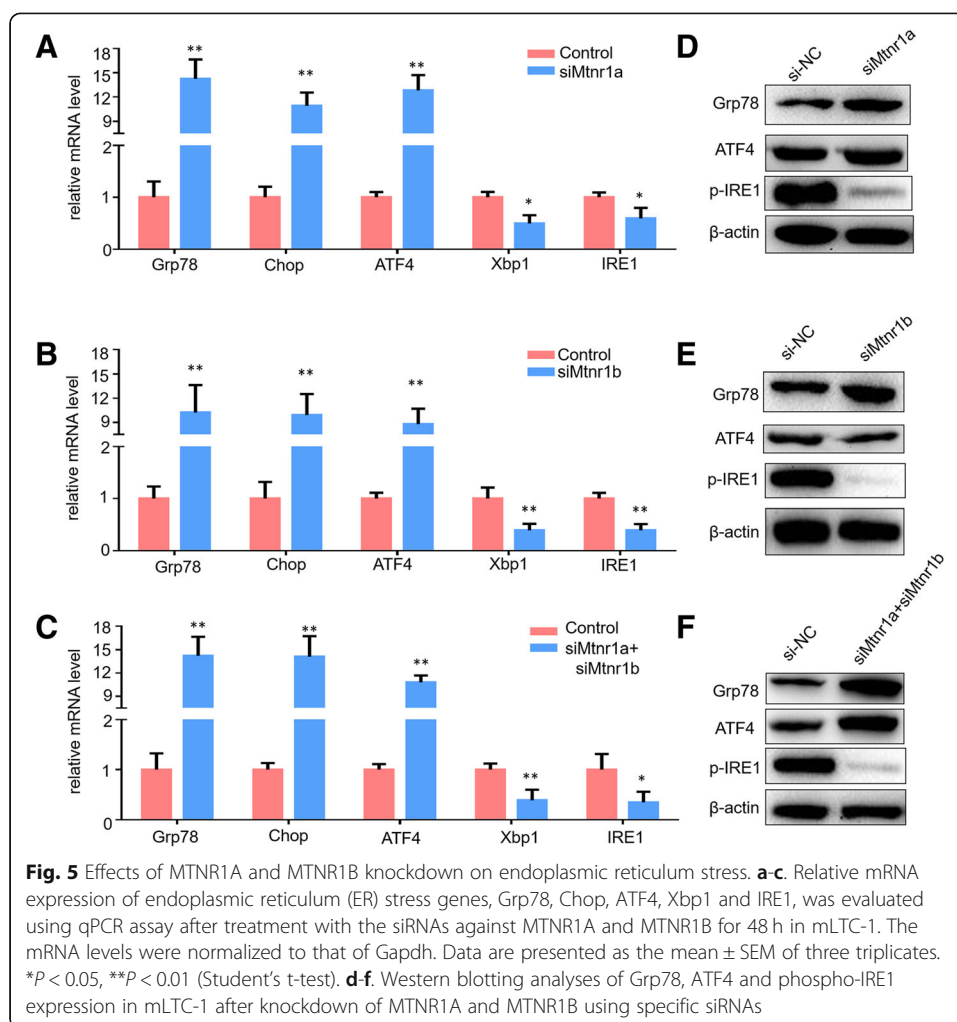 A
relative mRNA level
18
15
12
9
2
1
0
**
**
**
*
*
Control
siMtnr1a
Grp78
Chop
ATF4
Xbp1
IRE1
D
si-NC
siMtnr1a
Grp78
ATF4
p-IRE1
β-actin
B
relative mRNA level
18
15
12
9
2
1
0
**
**
**
**
**
Control
siMtnr1b
Grp78
Chop
ATF4
Xbp1
IRE1
E
si-NC
siMtnr1b
Grp78
ATF4
p-IRE1
β-actin
C
relative mRNA level
18
15
12
9
2
1
0
**
**
**
**
*
Control
siMtnr1a+
siMtnr1b
Grp78
Chop
ATF4
Xbp1
IRE1
F
si-NC
siMtnr1a+siMtnr1b
Grp78
ATF4
p-IRE1
β-actin
Fig. 5 Effects of MTNR1A and MTNR1B knockdown on endoplasmic reticulum stress. a-c. Relative mRNA
expression of endoplasmic reticulum (ER) stress genes, Grp78, Chop, ATF4, Xbp1 and IRE1, was evaluated
using qPCR assay after treatment with the siRNAs against MTNR1A and MTNR1B for 48 h in mLTC-1. The
mRNA levels were normalized to that of Gapdh. Data are presented as the mean ± SEM of three triplicates.
*P < 0.05, **P < 0.01 (Student's t-test). d-f. Western blotting analyses of Grp78, ATF4 and phospho-IRE1
expression in mLTC-1 after knockdown of MTNR1A and MTNR1B using specific siRNAs